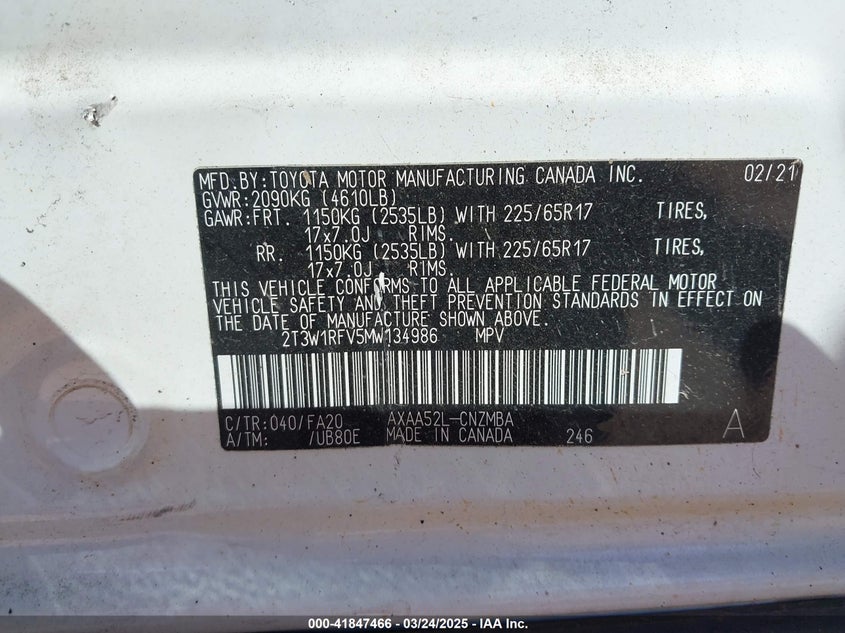 MFD.BY:TOYOTA MOTOR MANUFACTURING CANADA INC. 02/21
GVWR:2090KG (4610LB)
GAWR:FRT. 1150KG (2535LB) WITH 225/65R17 TIRES,
17x7.0J RIMS.
RR. 1150KG (2535LB) WITH 225/65R17 TIRES,
17x7.0J RIMS.
THIS VEHICLE CONFORMS TO ALL APPLICABLE FEDERAL MOTOR
VEHICLE SAFETY AND THEFT PREVENTION STANDARDS IN EFFECT ON
THE DATE OF MANUFACTURE SHOWN ABOVE.
2T3W1RFV5MW134986 MPV
C/TR:040/FA20 AXAA52L-CNZMBA
A/TM: /UB80E MADE IN CANADA 246 A
000-41847466 - 03/24/2025 - IAA Inc.